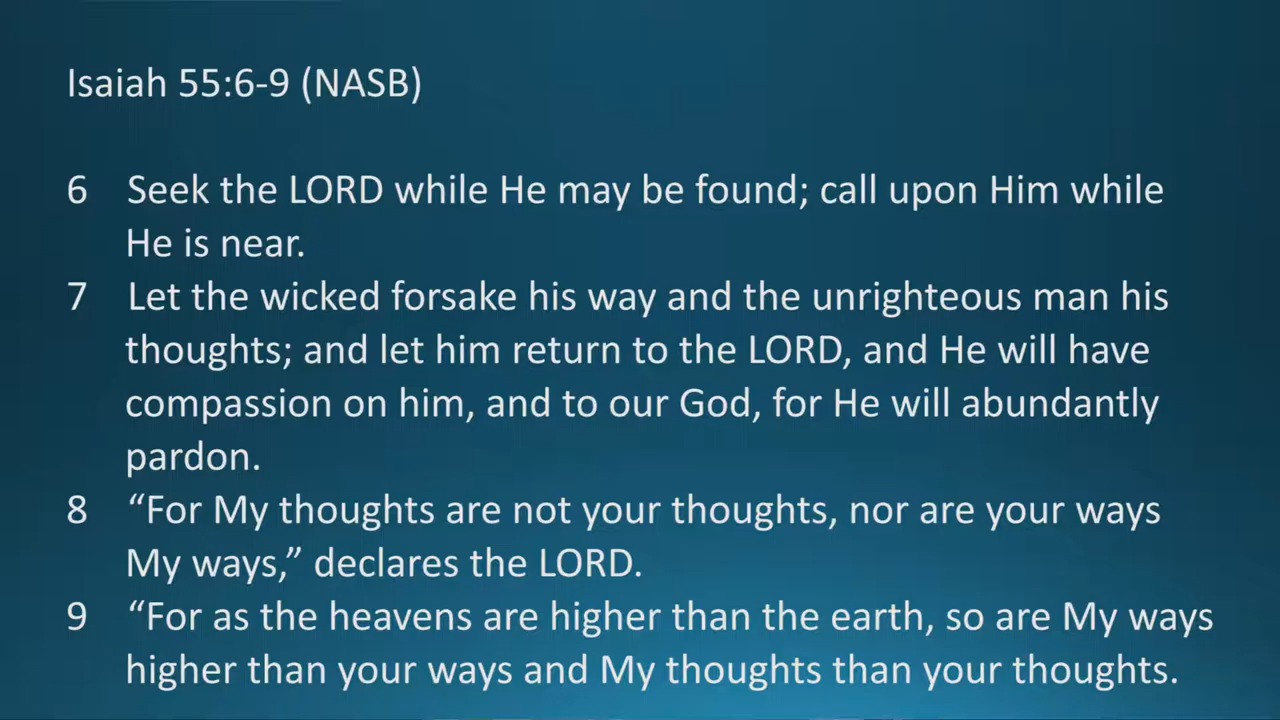 Isaiah 55:6-9 (NASB)
6 Seek the LORD while He may be found; call upon Him while
He is near.
7 Let the wicked forsake his way and the unrighteous man his
thoughts; and let him return to the LORD, and He will have
compassion on him, and to our God, for He will abundantly
pardon.
8 “For My thoughts are not your thoughts, nor are your ways
My ways,” declares the LORD.
9 “For as the heavens are higher than the earth, so are My ways
higher than your ways and My thoughts than your thoughts.